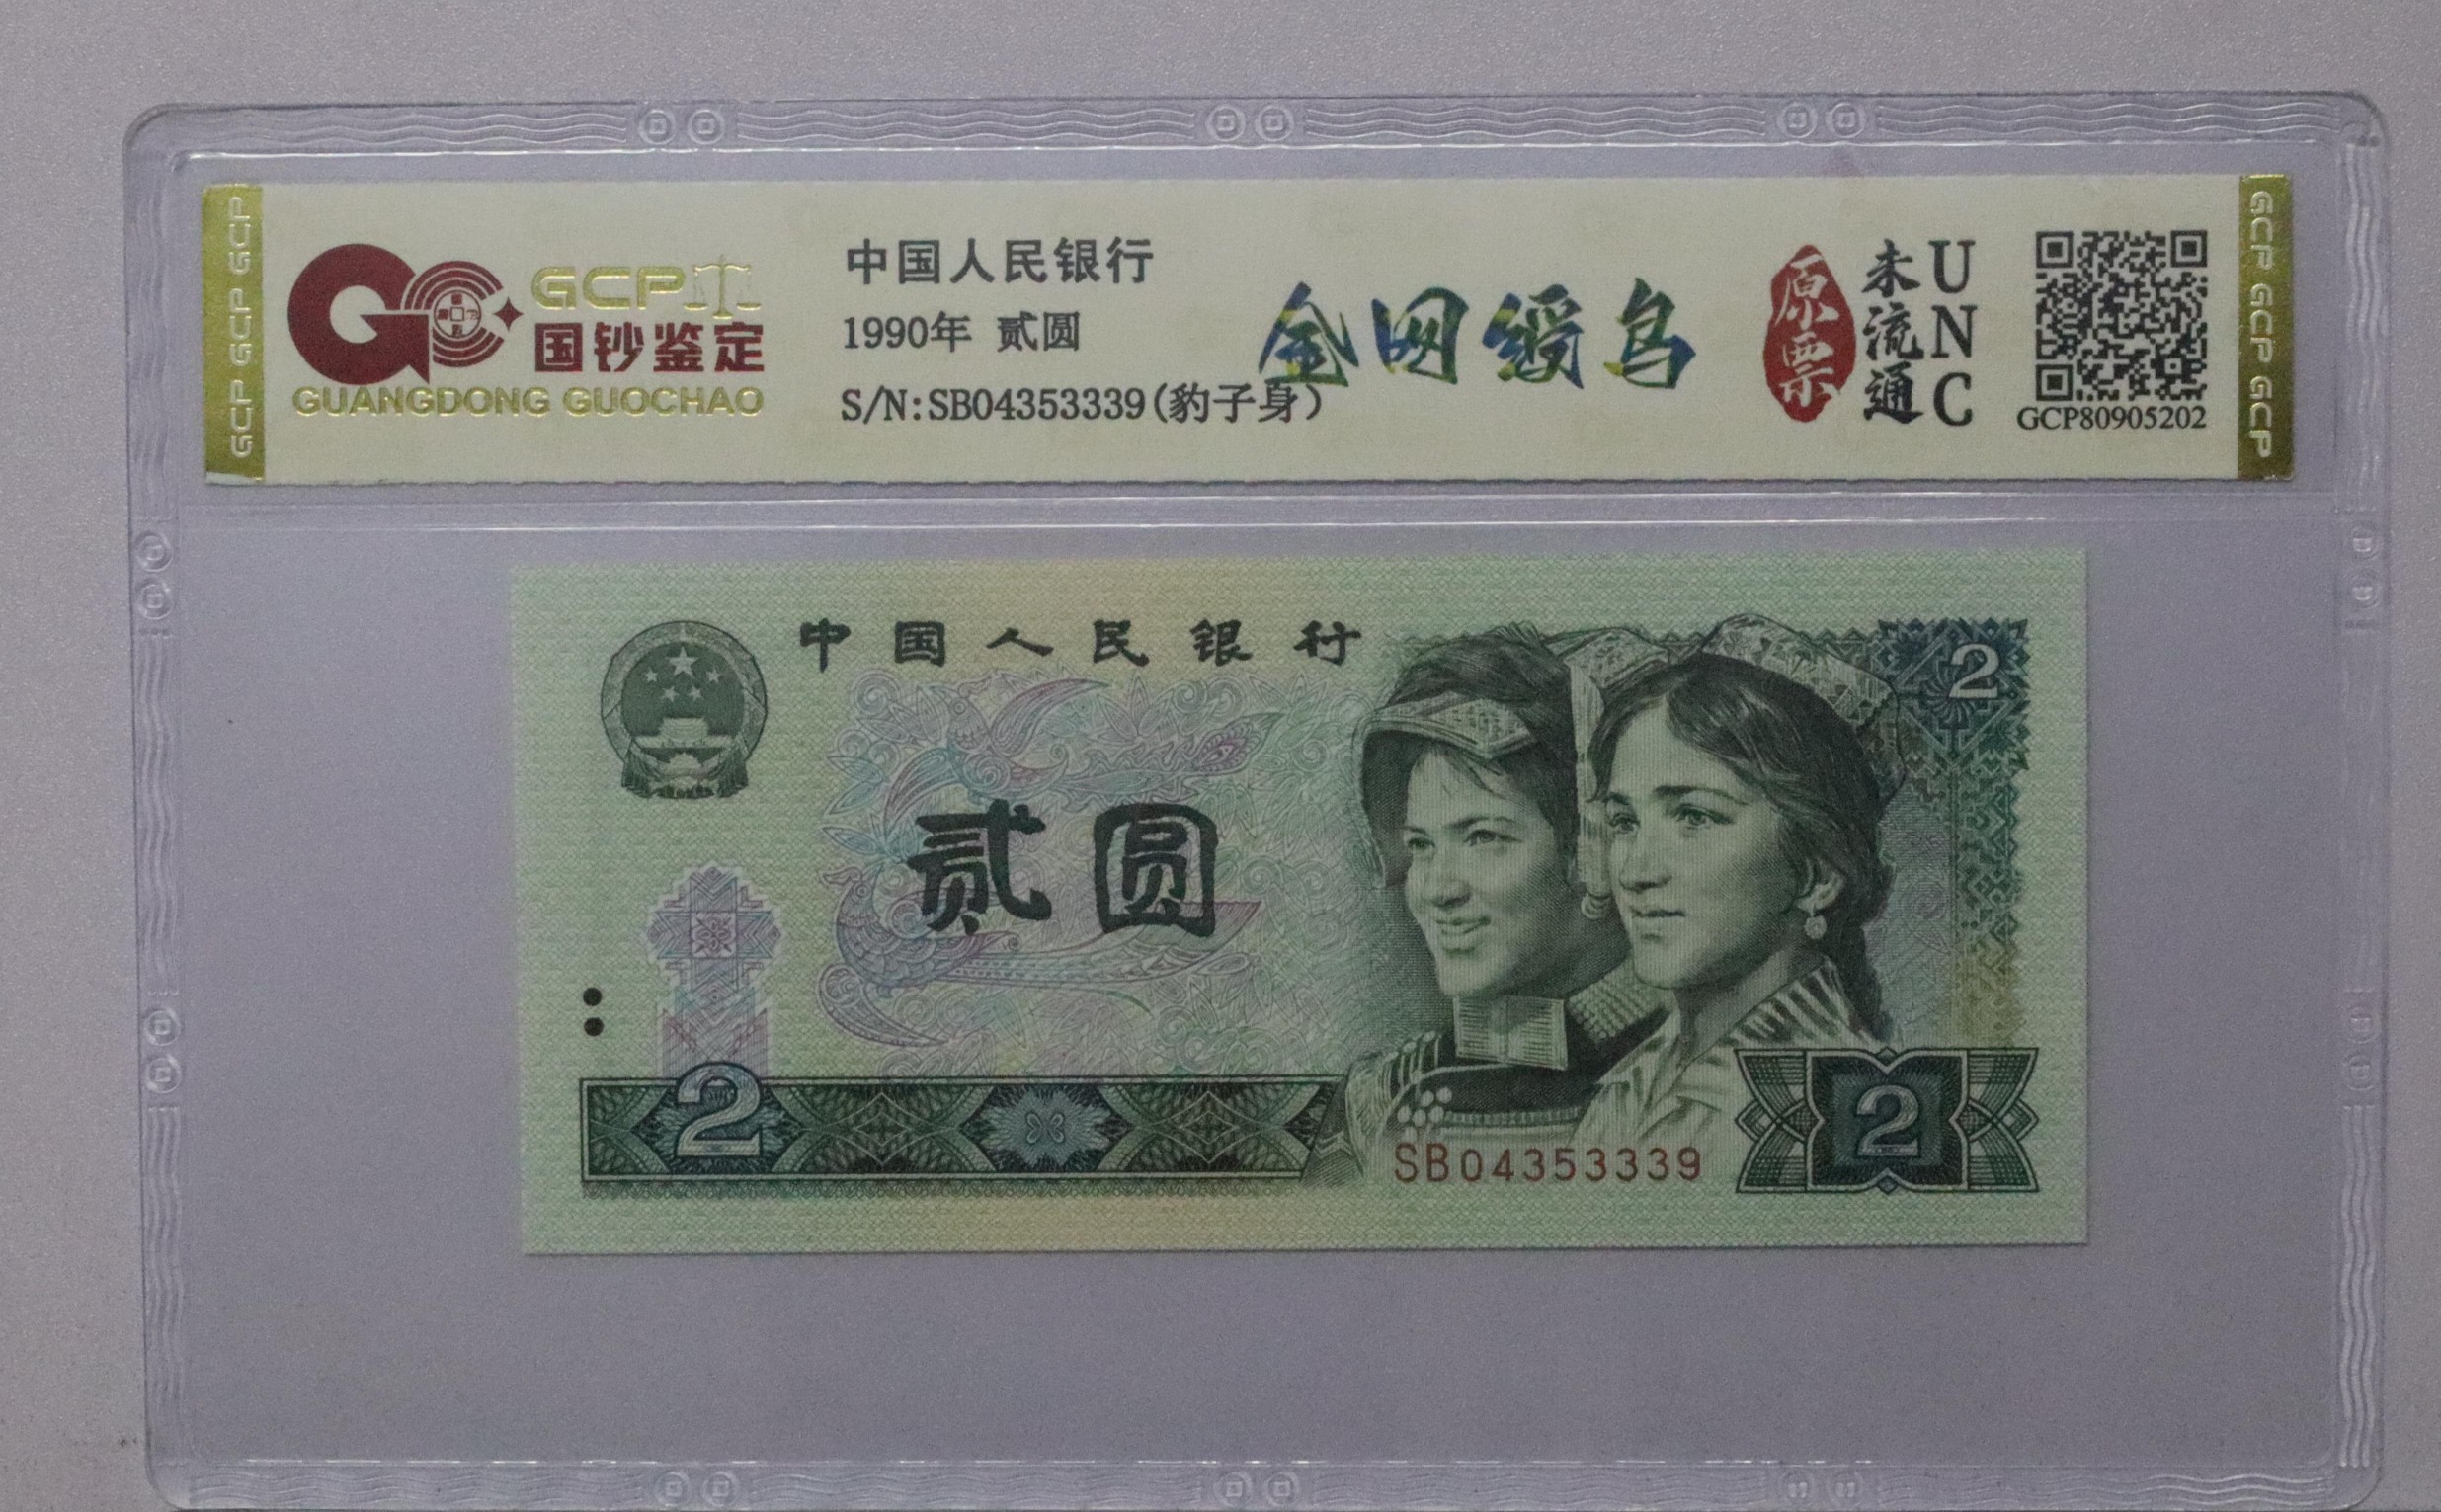 GCP GCP GCP
GCP
国钞鉴定
GUANGDONG GUOCHAO
中国人民银行
1990年 贰圆
S/N:SB04353339(豹子身)
金网绶鸟
原票
未流通
UNC
GCP80905202
GCP GCP GCP
中国人民银行
2
贰圆
2
SB04353339
2